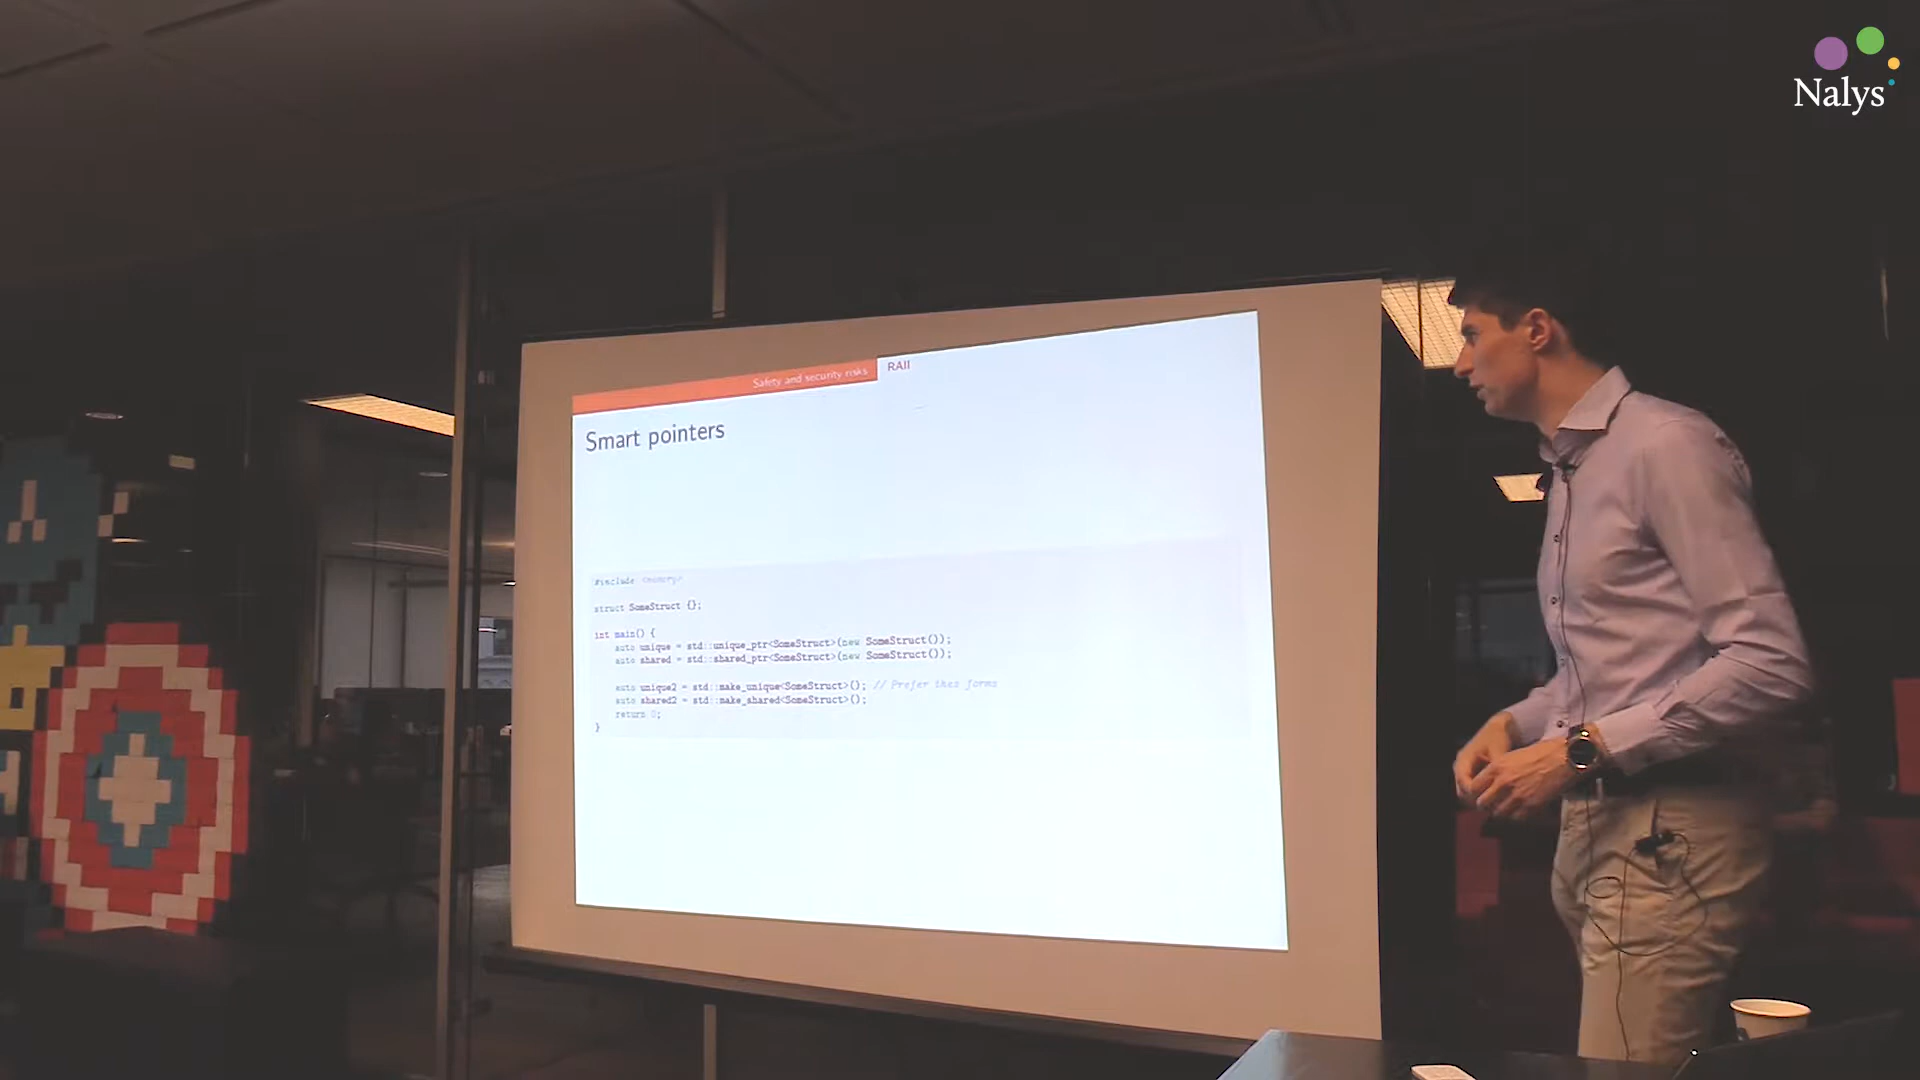 Nalys
Safety and security risks
RAII
Smart pointers
#include <memory>
struct SomeStruct {};
int main() {
auto unique = std::unique_ptr<SomeStruct>(new SomeStruct());
auto shared = std::shared_ptr<SomeStruct>(new SomeStruct());
auto unique2 = std::make_unique<SomeStruct>(); // Prefer thes forms
auto shared2 = std::make_shared<SomeStruct>();
return 0;
}